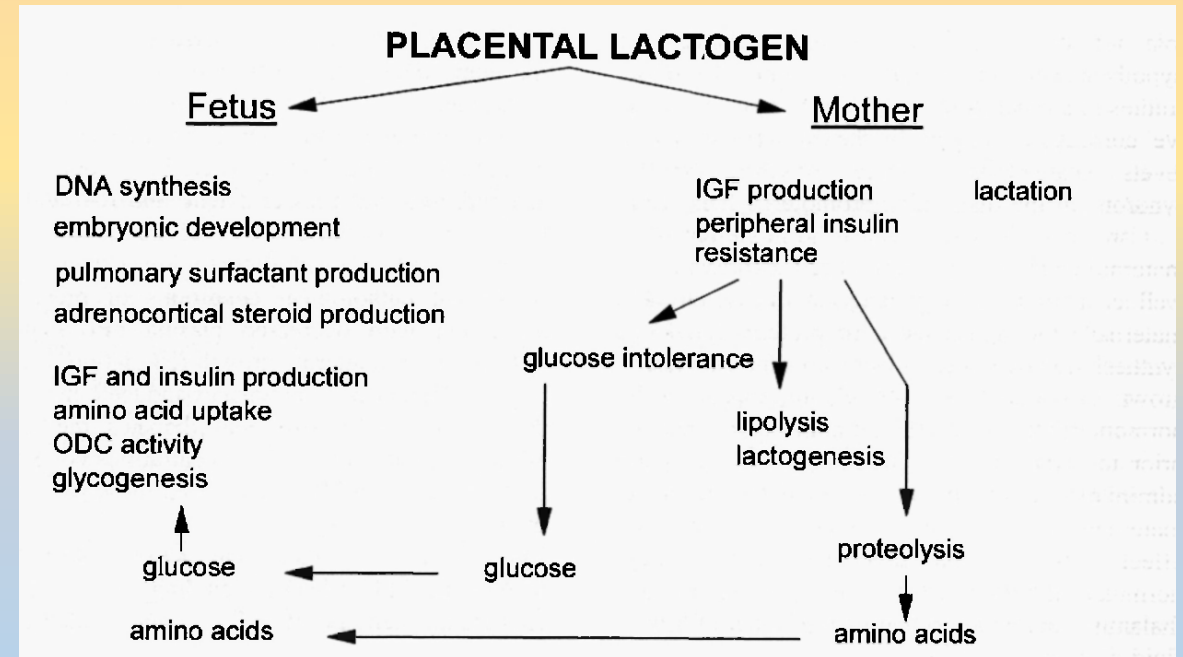 PLACENTAL LACTOGEN
Fetus
Mother
DNA synthesis
embryonic development
pulmonary surfactant production
adrenocortical steroid production
IGF and insulin production
amino acid uptake
ODC activity
glycogenesis
glucose
amino acids
IGF production
peripheral insulin
resistance
lactation
glucose intolerance
glucose
lipolysis
lactogenesis
proteolysis
amino acids